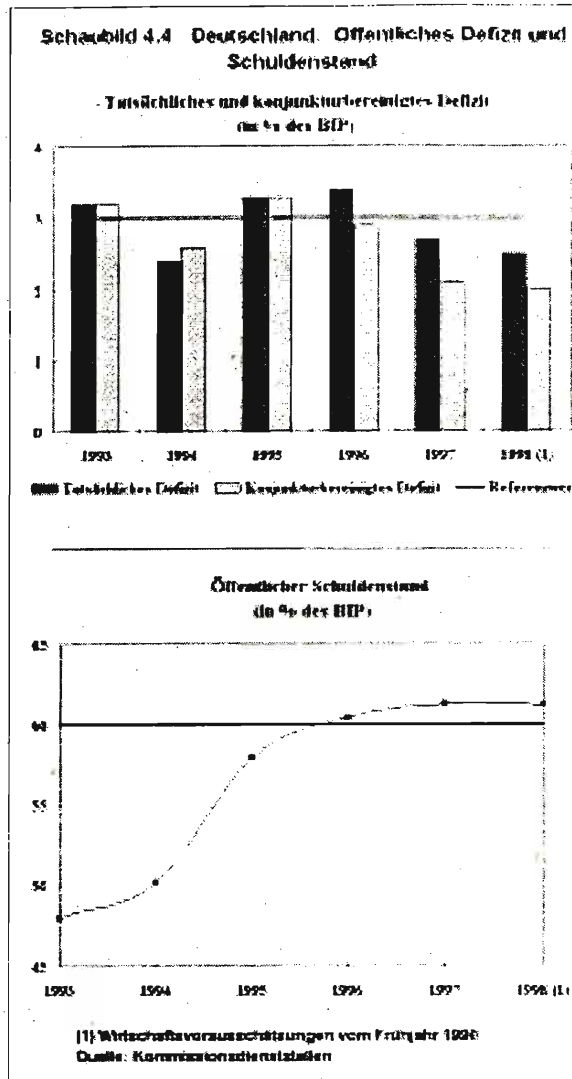 Schaubild 4.4 Deutschland. Öffentliches Defizit und
Schuldenstand
- Tatsächliches und konjunkturbereinigtes Defizit
(in % des BIP)
4
3
2
1
0
1993 1994 1995 1996 1997 1998 (1)
Tatsächliches Defizit Konjunkturbereinigtes Defizit Referenzwer
Öffentlicher Schuldenstand
(in % des BIP)
65
60
55
50
45
1993 1994 1995 1996 1997 1998 (1)
(1) Wirtschaftsvorausschätzungen vom Frühjahr 1998
Quelle: Kommissionsdienststellen